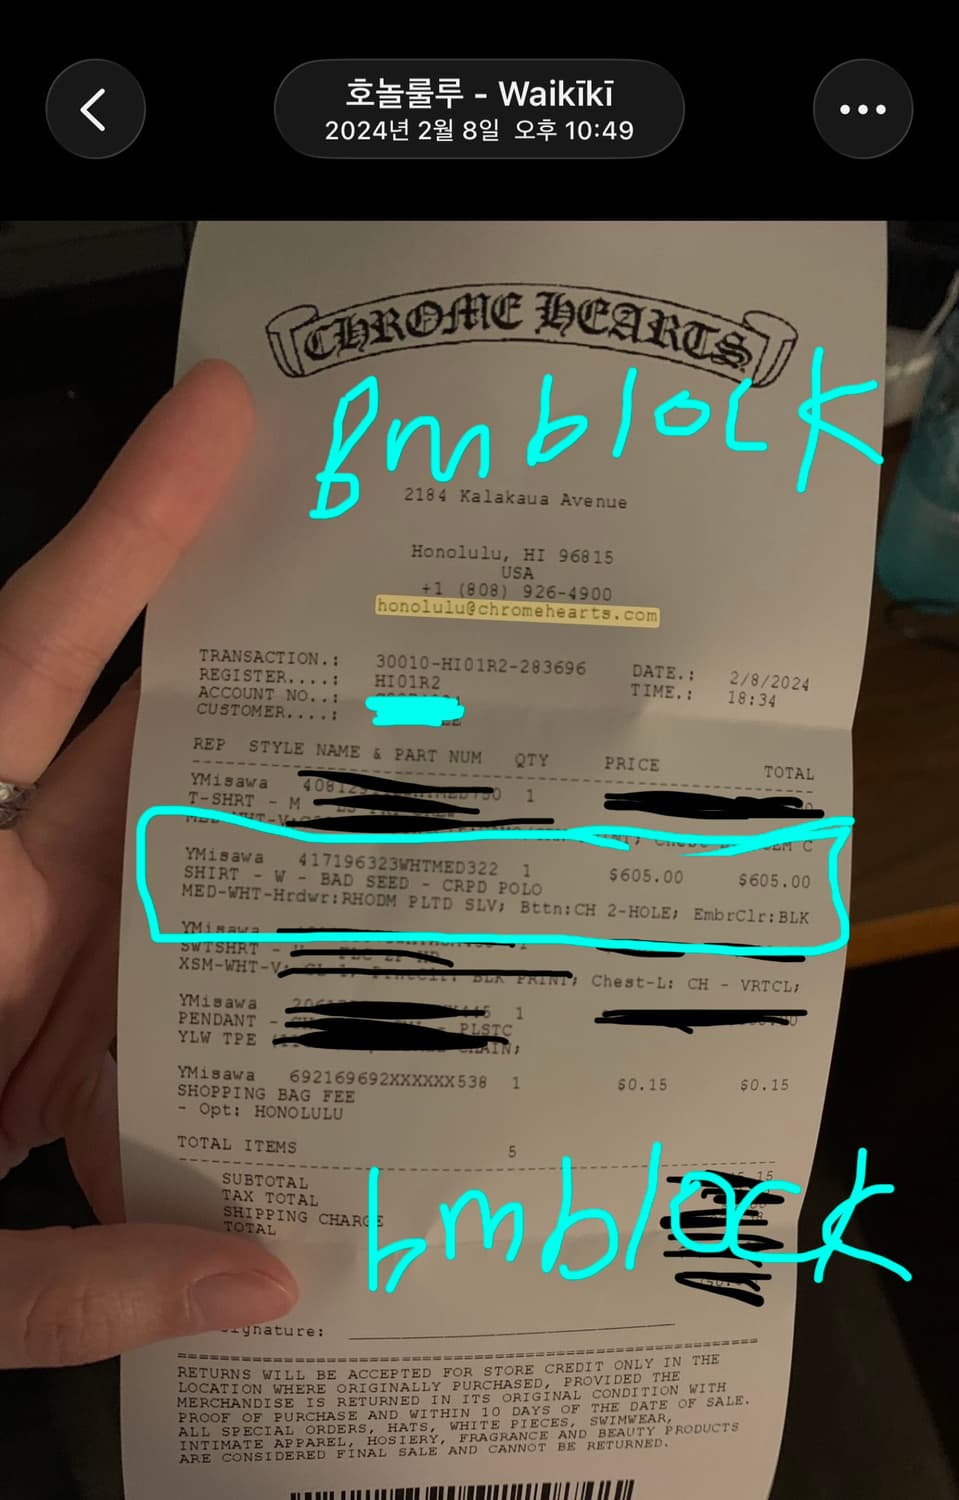 호놀룰루 - Waikīkī
2024년 2월 8일 오후 10:49
CHROME HEARTS
bmblock
2184 Kalakaua Avenue
Honolulu, HI 96815
USA
+1 (808) 926-4900
honolulu@chromehearts.com
TRANSACTION.: 30010-HI01R2-283696 DATE.: 2/8/2024
REGISTER....: HI01R2 TIME.: 18:34
ACCOUNT NO..:
CUSTOMER....:
REP STYLE NAME & PART NUM QTY PRICE TOTAL
YMisawa 1
T-SHRT - M
YMisawa 417196323WHTMED322 1 $605.00 $605.00
SHIRT - W - BAD SEED - CRPD POLO
MED-WHT-Hrdwr:RHODM PLTD SLV; Bttn:CH 2-HOLE; EmbrClr:BLK
YMisawa
SWTSHRT -
XSM-WHT-V BLK PRINT; Chest-L: CH - VRTCL;
YMisawa 1
PENDANT - PLSTC
YLW TPE CHAIN;
YMisawa 692169692XXXXXX538 1 $0.15 $0.15
SHOPPING BAG FEE
- Opt: HONOLULU
TOTAL ITEMS 5
SUBTOTAL
TAX TOTAL
SHIPPING CHARGE
TOTAL
bmblock
Signature:
RETURNS WILL BE ACCEPTED FOR STORE CREDIT ONLY IN THE
LOCATION WHERE ORIGINALLY PURCHASED, PROVIDED THE
MERCHANDISE IS RETURNED IN ITS ORIGINAL CONDITION WITH
PROOF OF PURCHASE AND WITHIN 10 DAYS OF THE DATE OF SALE.
ALL SPECIAL ORDERS, HATS, WHITE PIECES, SWIMWEAR,
INTIMATE APPAREL, HOSIERY, FRAGRANCE AND BEAUTY PRODUCTS
ARE CONSIDERED FINAL SALE AND CANNOT BE RETURNED.